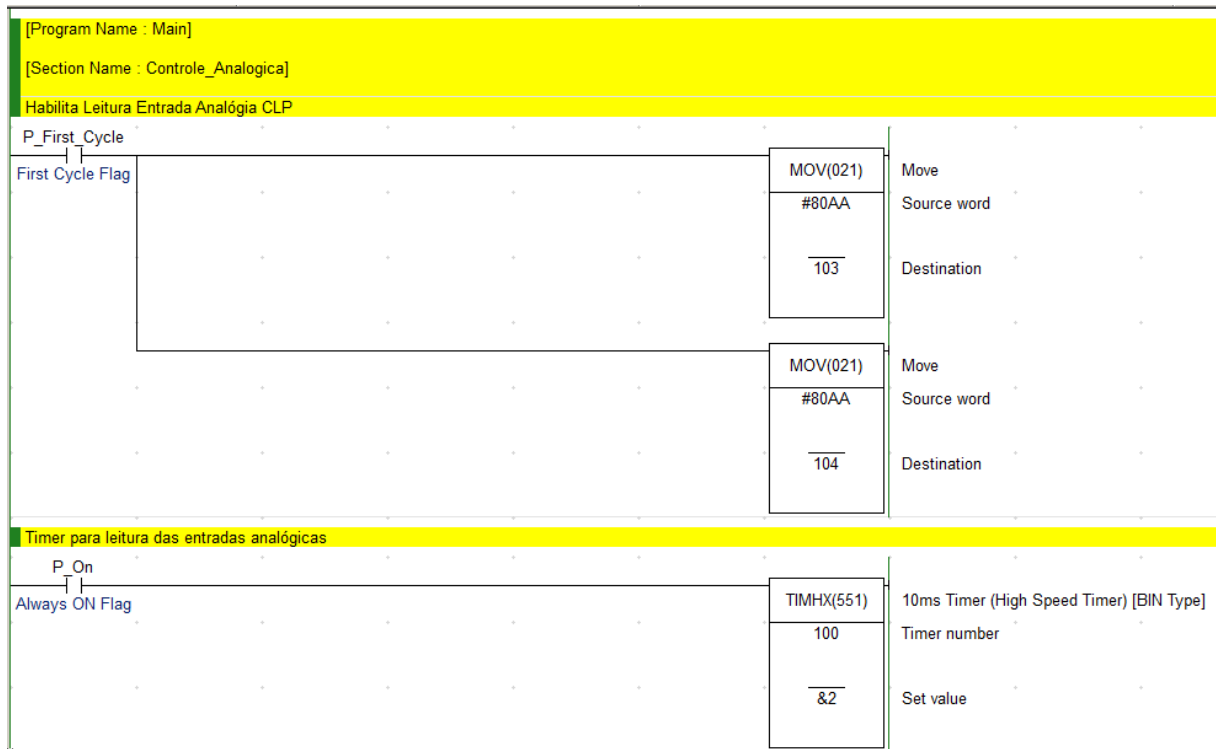 [Program Name : Main]
[Section Name : Controle_Analogica]
Habilita Leitura Entrada Analógia CLP
P_First_Cycle
First Cycle Flag
MOV(021) Move
#80AA Source word
103 Destination
MOV(021) Move
#80AA Source word
104 Destination
Timer para leitura das entradas analógicas
P_On
Always ON Flag
TIMHX(551) 10ms Timer (High Speed Timer) [BIN Type]
100 Timer number
&2 Set value